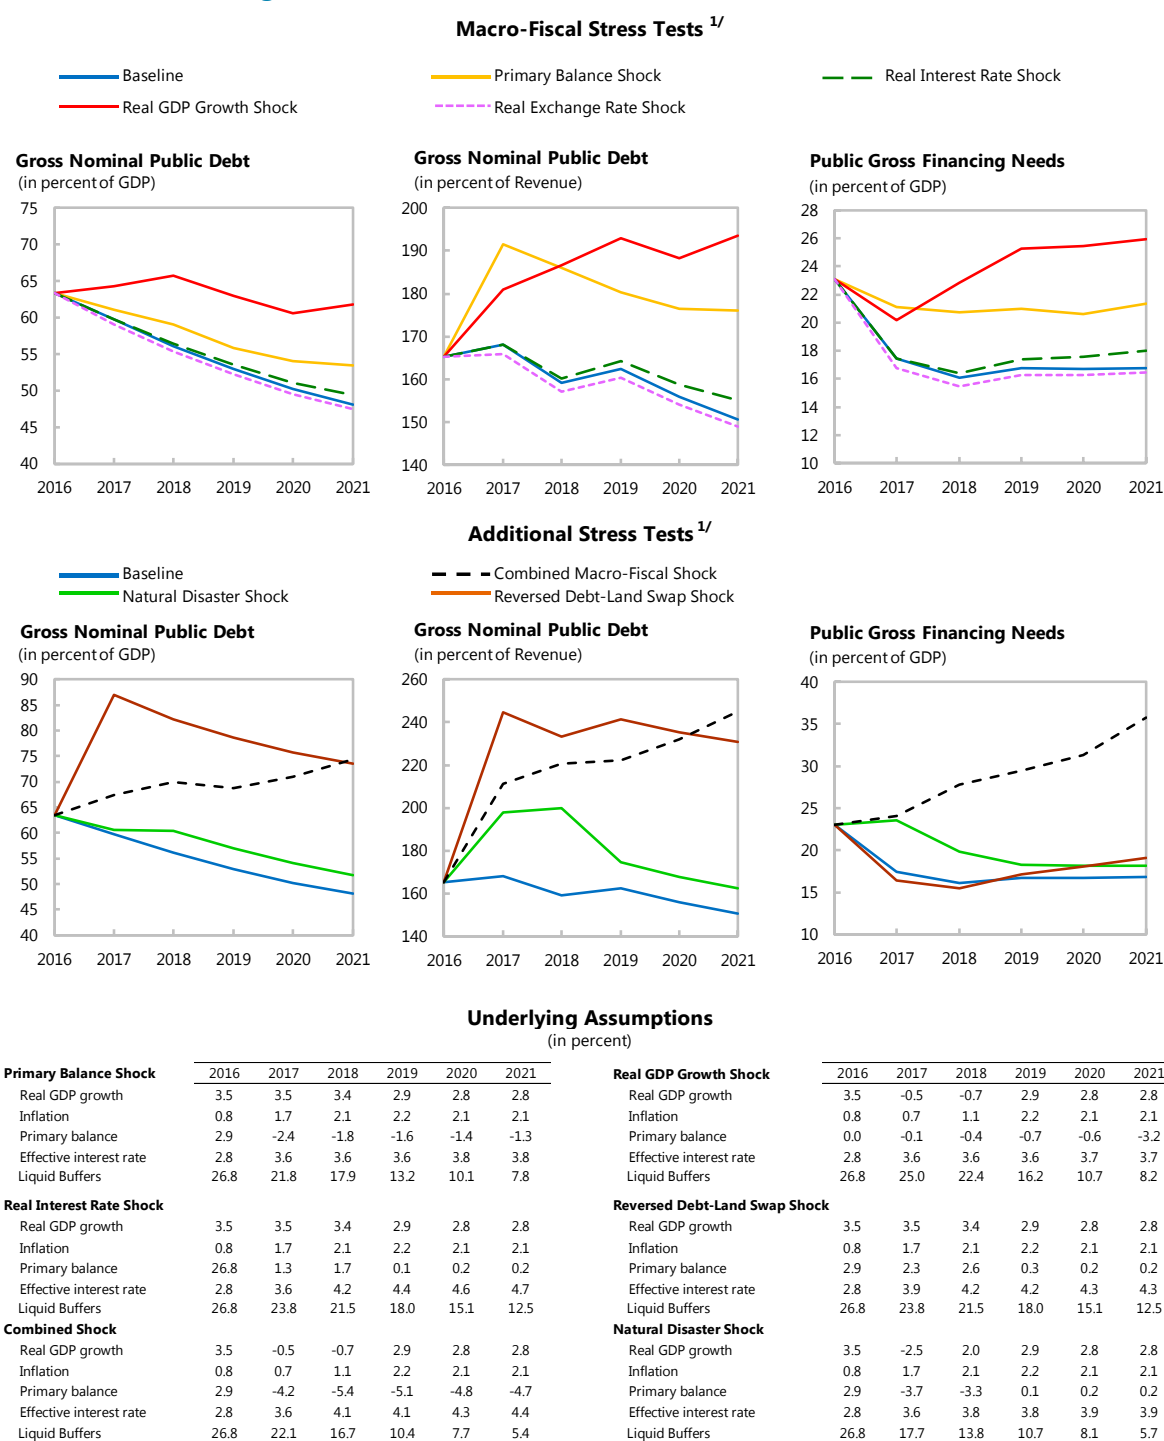 Macro-Fiscal Stress Tests 1/
Baseline
Primary Balance Shock
Real Interest Rate Shock
Real GDP Growth Shock
Real Exchange Rate Shock
Gross Nominal Public Debt
(in percent of GDP)
75
70
65
60
55
50
45
40
2016 2017 2018 2019 2020 2021
Gross Nominal Public Debt
(in percent of Revenue)
200
190
180
170
160
150
140
2016 2017 2018 2019 2020 2021
Public Gross Financing Needs
(in percent of GDP)
28
26
24
22
20
18
16
14
12
10
2016 2017 2018 2019 2020 2021
Additional Stress Tests 1/
Baseline
Combined Macro-Fiscal Shock
Natural Disaster Shock
Reversed Debt-Land Swap Shock
Gross Nominal Public Debt
(in percent of GDP)
90
85
80
75
70
65
60
55
50
45
40
2016 2017 2018 2019 2020 2021
Gross Nominal Public Debt
(in percent of Revenue)
260
240
220
200
180
160
140
2016 2017 2018 2019 2020 2021
Public Gross Financing Needs
(in percent of GDP)
40
35
30
25
20
15
10
2016 2017 2018 2019 2020 2021
Underlying Assumptions
(in percent)
Primary Balance Shock 2016 2017 2018 2019 2020 2021
Real GDP growth 3.5 3.5 3.4 2.9 2.8 2.8
Inflation 0.8 1.7 2.1 2.2 2.1 2.1
Primary balance 2.9 -2.4 -1.8 -1.6 -1.4 -1.3
Effective interest rate 2.8 3.6 3.6 3.6 3.8 3.8
Liquid Buffers 26.8 21.8 17.9 13.2 10.1 7.8
Real GDP Growth Shock 2016 2017 2018 2019 2020 2021
Real GDP growth 3.5 -0.5 -0.7 2.9 2.8 2.8
Inflation 0.8 0.7 1.1 2.2 2.1 2.1
Primary balance 0.0 -0.1 -0.4 -0.7 -0.6 -3.2
Effective interest rate 2.8 3.6 3.6 3.6 3.7 3.7
Liquid Buffers 26.8 25.0 22.4 16.2 10.7 8.2
Real Interest Rate Shock
Real GDP growth 3.5 3.5 3.4 2.9 2.8 2.8
Inflation 0.8 1.7 2.1 2.2 2.1 2.1
Primary balance 26.8 1.3 1.7 0.1 0.2 0.2
Effective interest rate 2.8 3.6 4.2 4.4 4.6 4.7
Liquid Buffers 26.8 23.8 21.5 18.0 15.1 12.5
Reversed Debt-Land Swap Shock
Real GDP growth 3.5 3.5 3.4 2.9 2.8 2.8
Inflation 0.8 1.7 2.1 2.2 2.1 2.1
Primary balance 2.9 2.3 2.6 0.3 0.2 0.2
Effective interest rate 2.8 3.9 4.2 4.2 4.3 4.3
Liquid Buffers 26.8 23.8 21.5 18.0 15.1 12.5
Combined Shock
Real GDP growth 3.5 -0.5 -0.7 2.9 2.8 2.8
Inflation 0.8 0.7 1.1 2.2 2.1 2.1
Primary balance 2.9 -4.2 -5.4 -5.1 -4.8 -4.7
Effective interest rate 2.8 3.6 4.1 4.1 4.3 4.4
Liquid Buffers 26.8 22.1 16.7 10.4 7.7 5.4
Natural Disaster Shock
Real GDP growth 3.5 -2.5 2.0 2.9 2.8 2.8
Inflation 0.8 1.7 2.1 2.2 2.1 2.1
Primary balance 2.9 -3.7 -3.3 0.1 0.2 0.2
Effective interest rate 2.8 3.6 3.8 3.8 3.9 3.9
Liquid Buffers 26.8 17.7 13.8 10.7 8.1 5.7